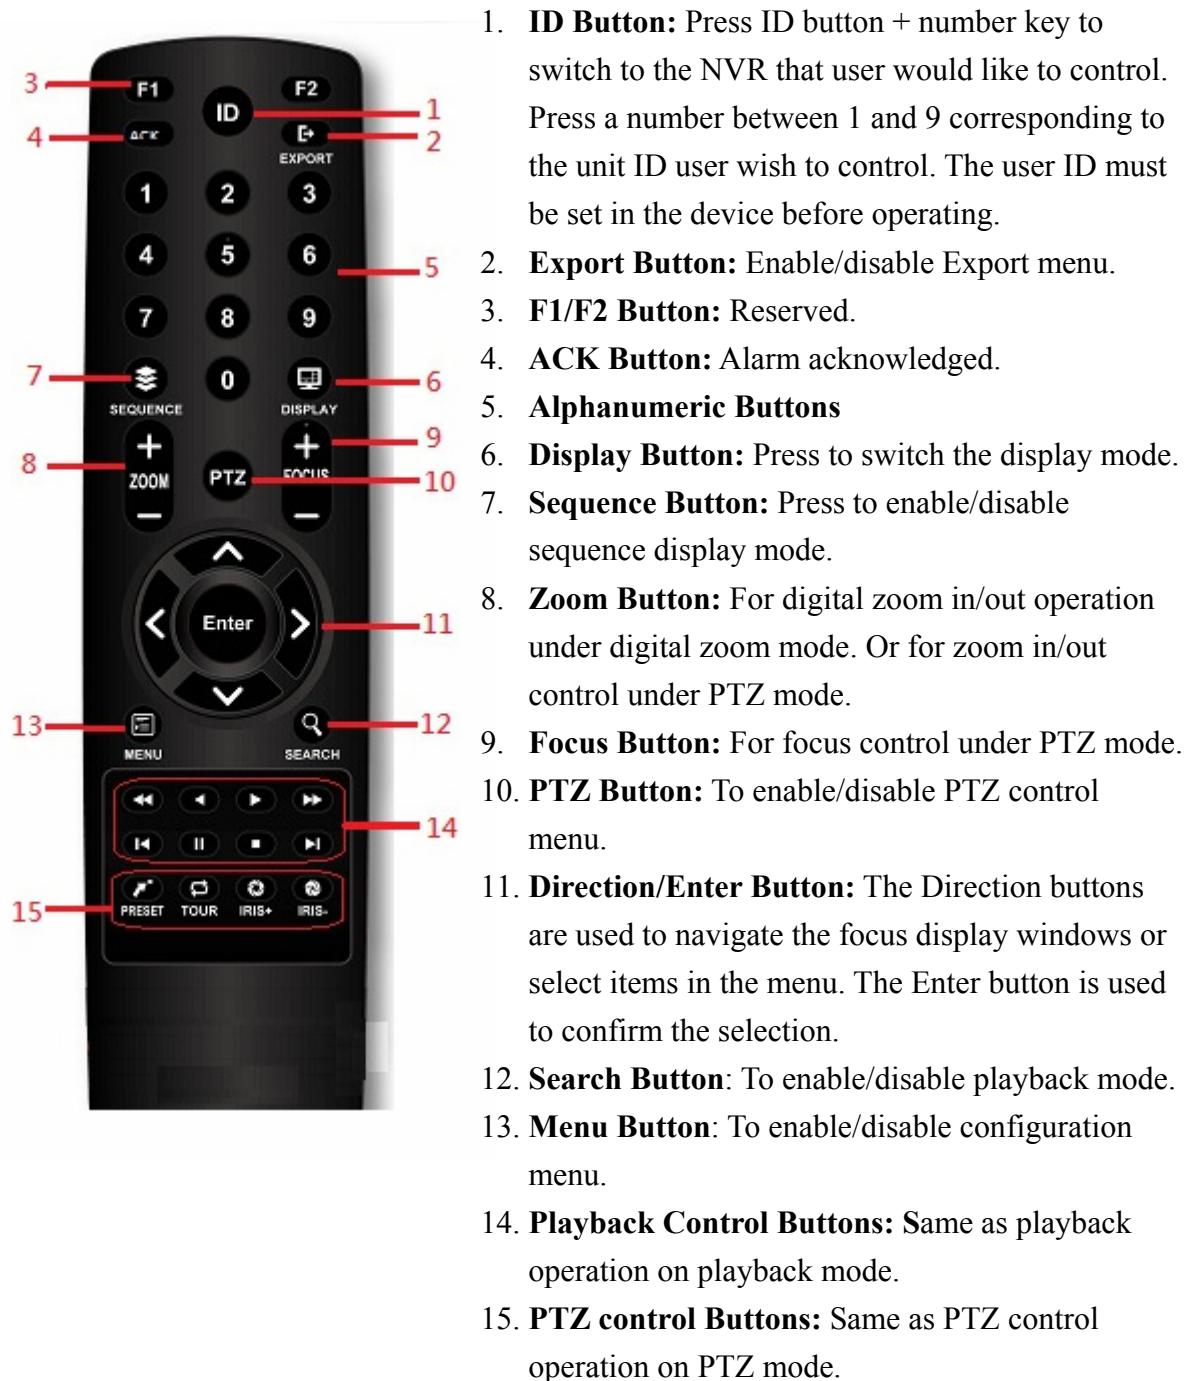 F1
F2
ID
3
1
4
ACK
2
EXPORT
1
2
3
4
5
6
5
7
8
9
7
0
6
SEQUENCE
DISPLAY
9
8
ZOOM
PTZ
FOCUS
10
Enter
11
13
12
MENU
SEARCH
14
15
PRESET
TOUR
IRIS+
IRIS-
1. ID Button: Press ID button + number key to
switch to the NVR that user would like to control.
Press a number between 1 and 9 corresponding to
the unit ID user wish to control. The user ID must
be set in the device before operating.
2. Export Button: Enable/disable Export menu.
3. F1/F2 Button: Reserved.
4. ACK Button: Alarm acknowledged.
5. Alphanumeric Buttons
6. Display Button: Press to switch the display mode.
7. Sequence Button: Press to enable/disable
sequence display mode.
8. Zoom Button: For digital zoom in/out operation
under digital zoom mode. Or for zoom in/out
control under PTZ mode.
9. Focus Button: For focus control under PTZ mode.
10. PTZ Button: To enable/disable PTZ control
menu.
11. Direction/Enter Button: The Direction buttons
are used to navigate the focus display windows or
select items in the menu. The Enter button is used
to confirm the selection.
12. Search Button: To enable/disable playback mode.
13. Menu Button: To enable/disable configuration
menu.
14. Playback Control Buttons: Same as playback
operation on playback mode.
15. PTZ control Buttons: Same as PTZ control
operation on PTZ mode.